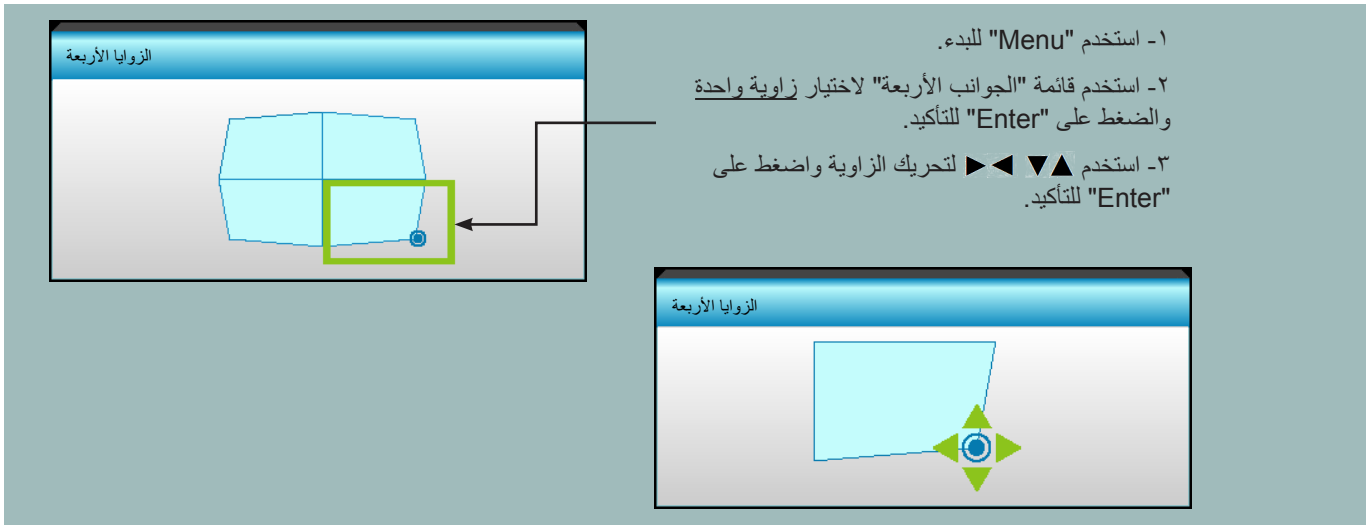 ١- استخدم "Menu" للبدء.
٢- استخدم قائمة "الجوانب الأربعة" لاختيار زاوية واحدة
والضغط على "Enter" للتأكيد.
٣- استخدم ▲▼ ◄► لتحريك الزاوية واضغط على
"Enter" للتأكيد.
الزوايا الأربعة
الزوايا الأربعة